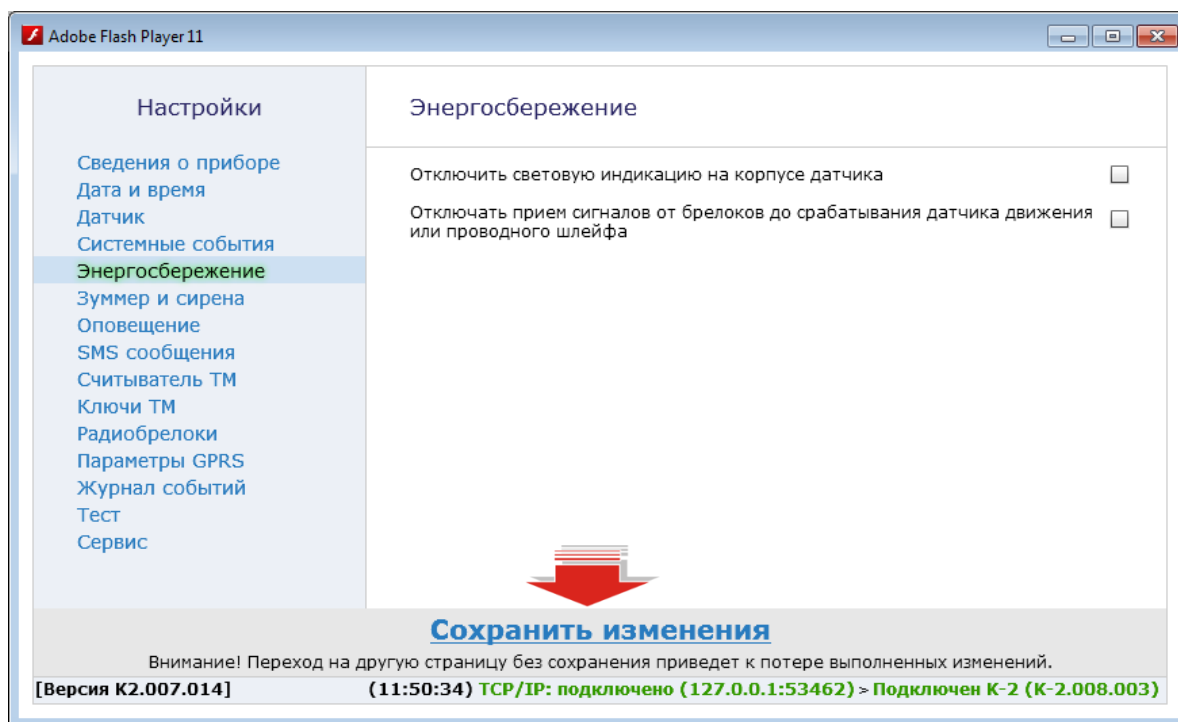 Adobe Flash Player 11
Настройки
Сведения о приборе
Дата и время
Датчик
Системные события
Энергосбережение
Зуммер и сирена
Оповещение
SMS сообщения
Считыватель ТМ
Ключи ТМ
Радиобрелоки
Параметры GPRS
Журнал событий
Тест
Сервис
Энергосбережение
Отключить световую индикацию на корпусе датчика
Отключать прием сигналов от брелоков до срабатывания датчика движения
или проводного шлейфа
Сохранить изменения
Внимание! Переход на другую страницу без сохранения приведет к потере выполненных изменений.
[Версия К2.007.014] (11:50:34) TCP/IP: подключено (127.0.0.1:53462) > Подключен К-2 (K-2.008.003)